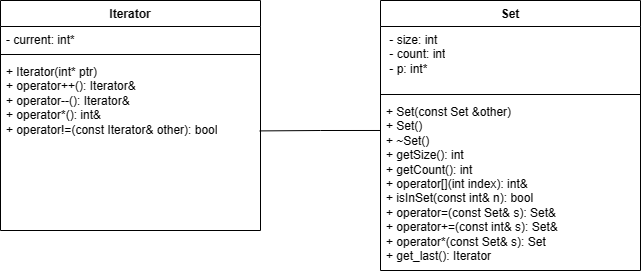 Iterator
- current: int*
+ Iterator(int* ptr)
+ operator++(): Iterator&
+ operator--(): Iterator&
+ operator*(): int&
+ operator!=(const Iterator& other): bool
Set
- size: int
- count: int
- p: int*
+ Set(const Set &other)
+ Set()
+ ~Set()
+ getSize(): int
+ getCount(): int
+ operator[](int index): int&
+ isInSet(const int& n): bool
+ operator=(const Set& s): Set&
+ operator+=(const int& s): Set&
+ operator*(const Set& s): Set
+ get_last(): Iterator